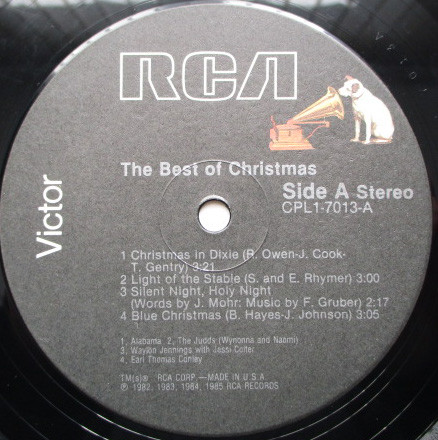 RCA
Victor
The Best of Christmas
Side A Stereo
CPL1-7013-A
1 Christmas in Dixie (R. Owen-J. Cook-
T. Gentry) 3:21
2 Light of the Stable (S. and E. Rhymer) 3:00
3 Silent Night, Holy Night
(Words by J. Mohr: Music by F. Gruber) 2:17
4 Blue Christmas (B. Hayes-J. Johnson) 3:05
1. Alabama 2. The Judds (Wynonna and Naomi)
3. Waylon Jennings with Jessi Colter
4. Earl Thomas Conley
TM(s)® RCA CORP.—MADE IN U.S.A
℗ 1982, 1983, 1984, 1985 RCA RECORDS